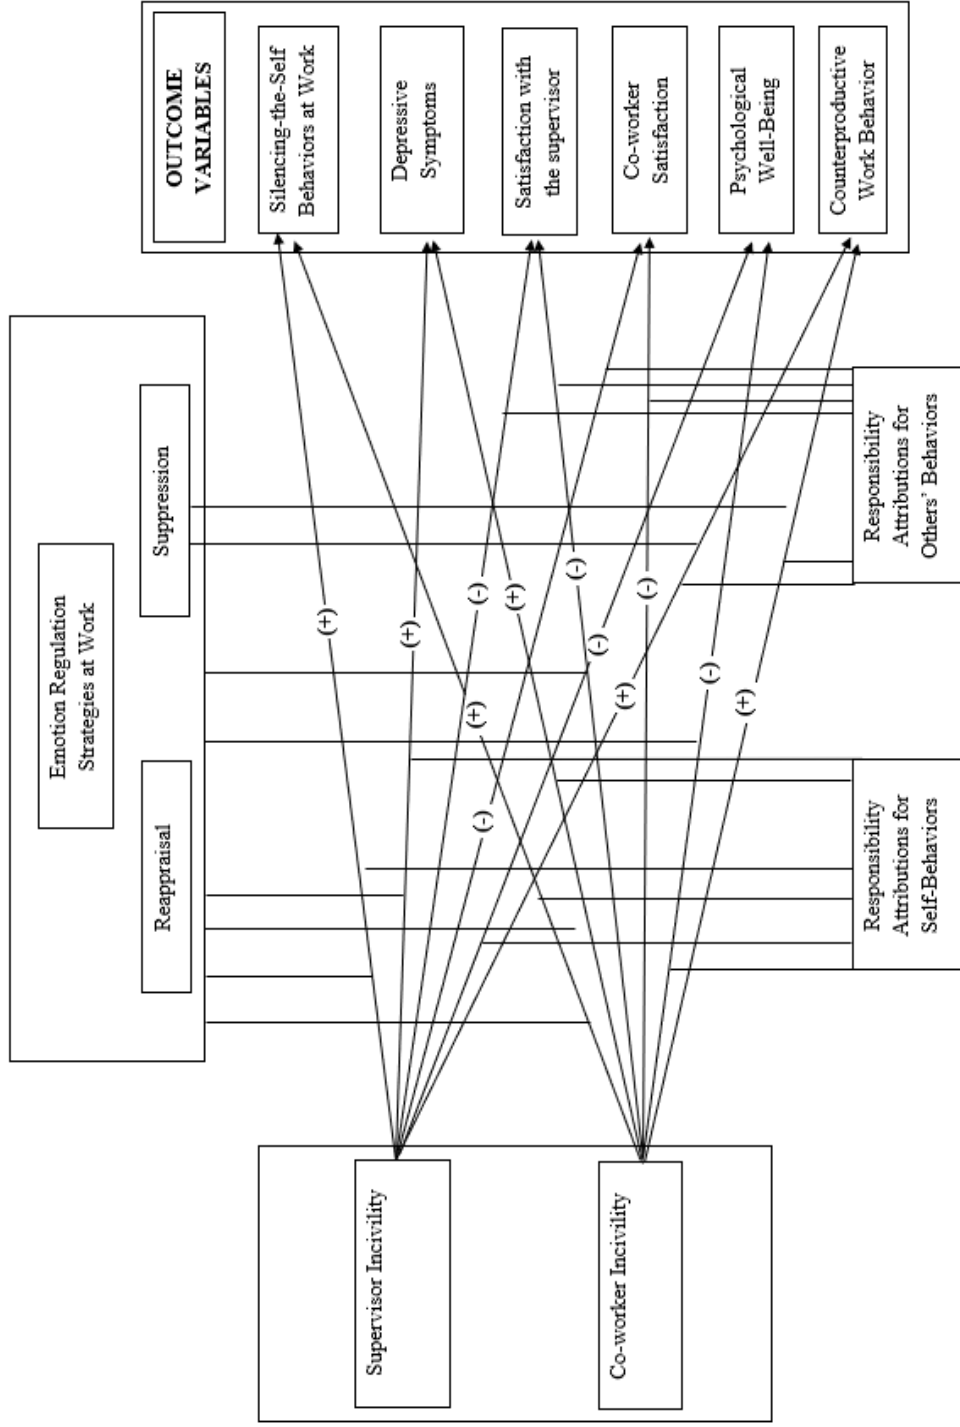 Emotion Regulation
Strategies at Work
Reappraisal
Suppression
Supervisor Incivility
Co-worker Incivility
(+)
(+)
(-)
(+)
(-)
(+)
(-)
(-)
(-)
(+)
(-)
(+)
OUTCOME
VARIABLES
Silencing-the-Self
Behaviors at Work
Depressive
Symptoms
Satisfaction with
the supervisor
Co-worker
Satisfaction
Psychological
Well-Being
Counterproductive
Work Behavior
Responsibility
Attributions for
Self-Behaviors
Responsibility
Attributions for
Others' Behaviors